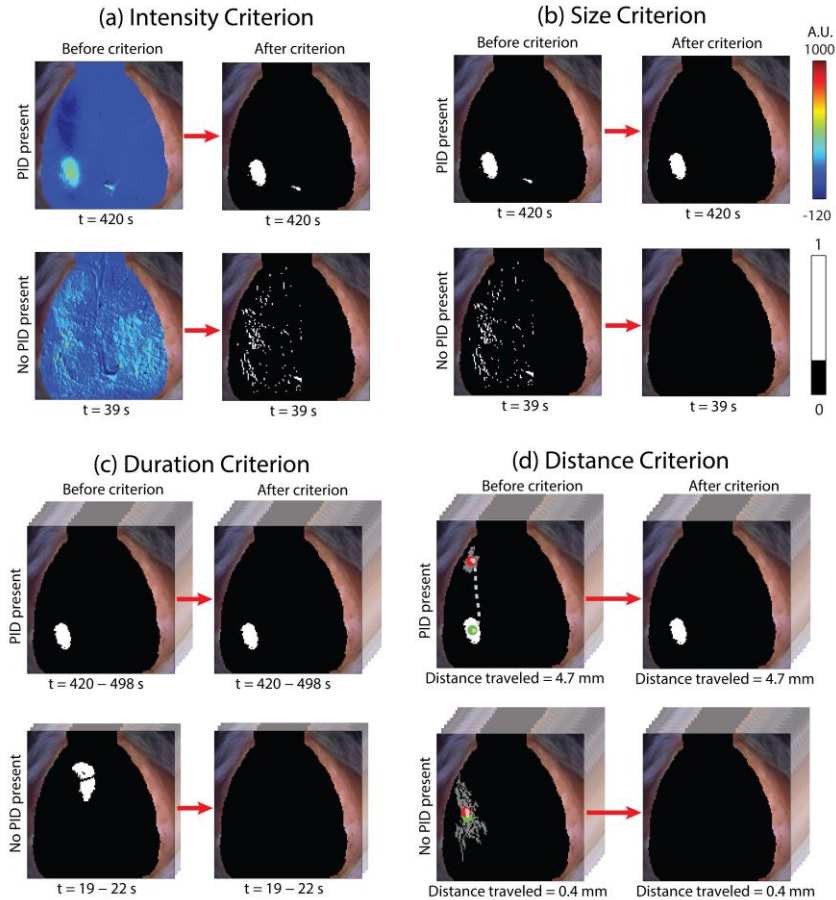 (a) Intensity Criterion
Before criterion
After criterion
PID present
t = 420 s
t = 420 s
No PID present
t = 39 s
t = 39 s
(b) Size Criterion
Before criterion
After criterion
PID present
t = 420 s
t = 420 s
No PID present
t = 39 s
t = 39 s
A.U.
1000
-120
1
0
(c) Duration Criterion
Before criterion
After criterion
PID present
t = 420 – 498 s
t = 420 – 498 s
No PID present
t = 19 – 22 s
t = 19 – 22 s
(d) Distance Criterion
Before criterion
After criterion
PID present
Distance traveled = 4.7 mm
Distance traveled = 4.7 mm
No PID present
Distance traveled = 0.4 mm
Distance traveled = 0.4 mm